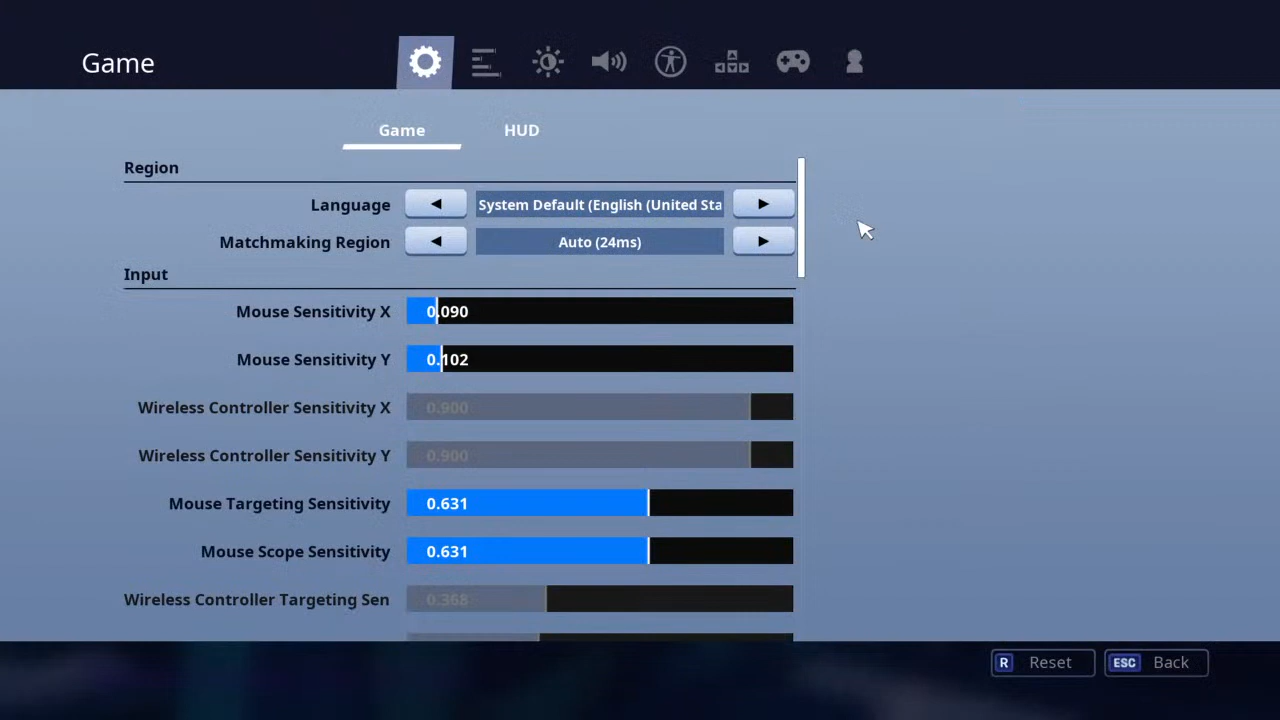 Game
Game HUD
Region
Language System Default (English (United Sta
Matchmaking Region Auto (24ms)
Input
Mouse Sensitivity X 0.090
Mouse Sensitivity Y 0.102
Wireless Controller Sensitivity X 0.900
Wireless Controller Sensitivity Y 0.900
Mouse Targeting Sensitivity 0.631
Mouse Scope Sensitivity 0.631
Wireless Controller Targeting Sen 0.368
R Reset ESC Back